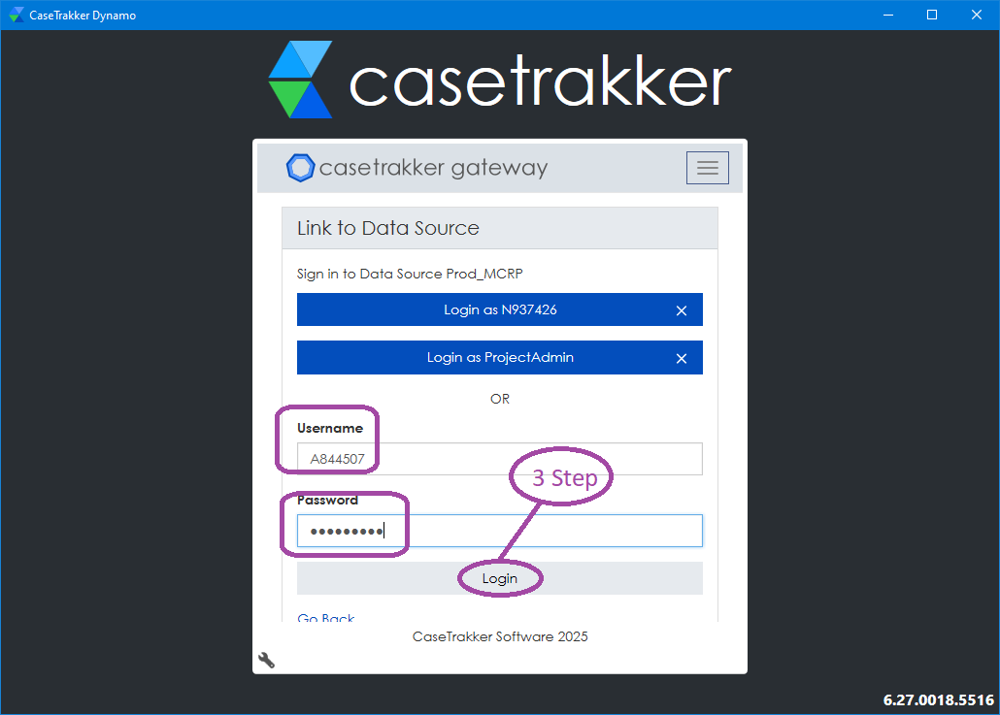 CaseTrakker Dynamo
casetrakker
casetrakker gateway
Link to Data Source
Sign in to Data Source Prod_MCRP
Login as N937426
Login as ProjectAdmin
OR
Username
A844507
3 Step
Password
•••••••••
Login
Go Back
CaseTrakker Software 2025
6.27.0018.5516